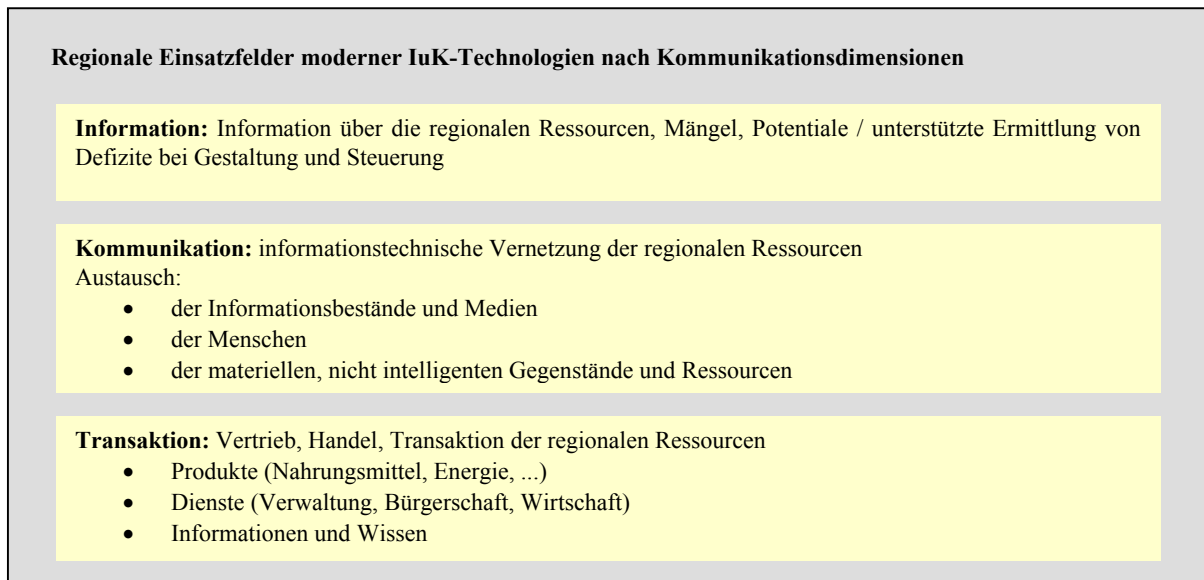 Regionale Einsatzfelder moderner IuK-Technologien nach Kommunikationsdimensionen
Information: Information über die regionalen Ressourcen, Mängel, Potentiale / unterstützte Ermittlung von
Defizite bei Gestaltung und Steuerung
Kommunikation: informationstechnische Vernetzung der regionalen Ressourcen
Austausch:
• der Informationsbestände und Medien
• der Menschen
• der materiellen, nicht intelligenten Gegenstände und Ressourcen
Transaktion: Vertrieb, Handel, Transaktion der regionalen Ressourcen
• Produkte (Nahrungsmittel, Energie, ...)
• Dienste (Verwaltung, Bürgerschaft, Wirtschaft)
• Informationen und Wissen